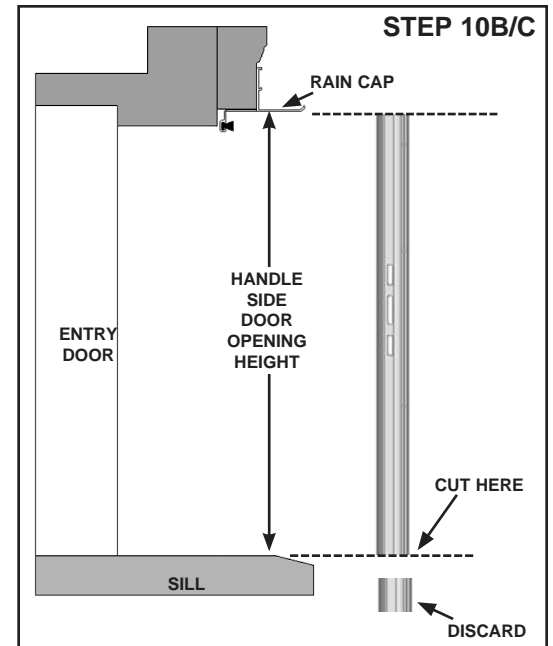 STEP 10B/C
RAIN CAP
HANDLE
SIDE
DOOR
OPENING
HEIGHT
ENTRY
DOOR
CUT HERE
SILL
DISCARD